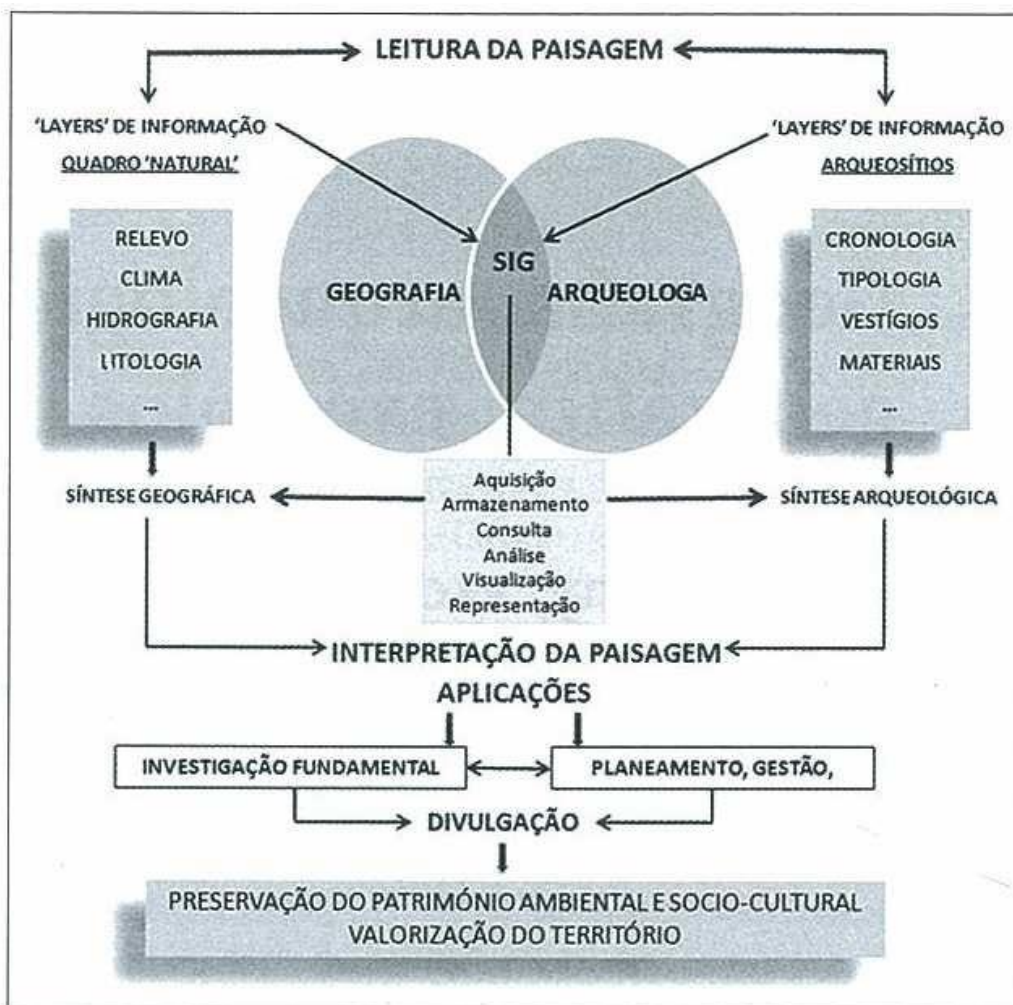 LEITURA DA PAISAGEM
'LAYERS' DE INFORMAÇÃO
QUADRO 'NATURAL'
'LAYERS' DE INFORMAÇÃO
ARQUEOSÍTIOS
RELEVO
CLIMA
HIDROGRAFIA
LITOLOGIA
...
SIG
GEOGRAFIA
ARQUEOLOGA
CRONOLOGIA
TIPOLOGIA
VESTÍGIOS
MATERIAIS
...
SÍNTESE GEOGRÁFICA
Aquisição
Armazenamento
Consulta
Análise
Visualização
Representação
SÍNTESE ARQUEOLÓGICA
INTERPRETAÇÃO DA PAISAGEM
APLICAÇÕES
INVESTIGAÇÃO FUNDAMENTAL
PLANEAMENTO, GESTÃO,
DIVULGAÇÃO
PRESERVAÇÃO DO PATRIMÓNIO AMBIENTAL E SOCIO-CULTURAL
VALORIZAÇÃO DO TERRITÓRIO